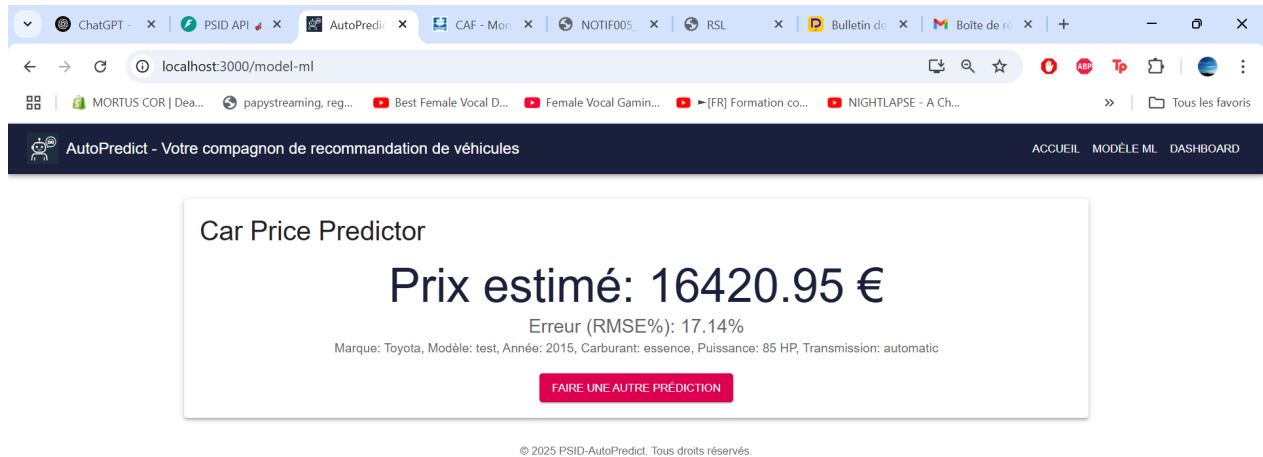 ChatGPT -
PSID API
AutoPredic
CAF - Mon
NOTIF005_
RSL
Bulletin de
Boîte de ré
localhost:3000/model-ml
ABP
Tp
MORTUS COR | Dea...
papystreaming, reg...
Best Female Vocal D...
Female Vocal Gamin...
►[FR] Formation co...
NIGHTLAPSE - A Ch...
»
Tous les favoris
AutoPredict - Votre compagnon de recommandation de véhicules
ACCUEIL MODÈLE ML DASHBOARD
Car Price Predictor
Prix estimé: 16420.95 €
Erreur (RMSE%): 17.14%
Marque: Toyota, Modèle: test, Année: 2015, Carburant: essence, Puissance: 85 HP, Transmission: automatic
FAIRE UNE AUTRE PRÉDICTION
© 2025 PSID-AutoPredict. Tous droits réservés.